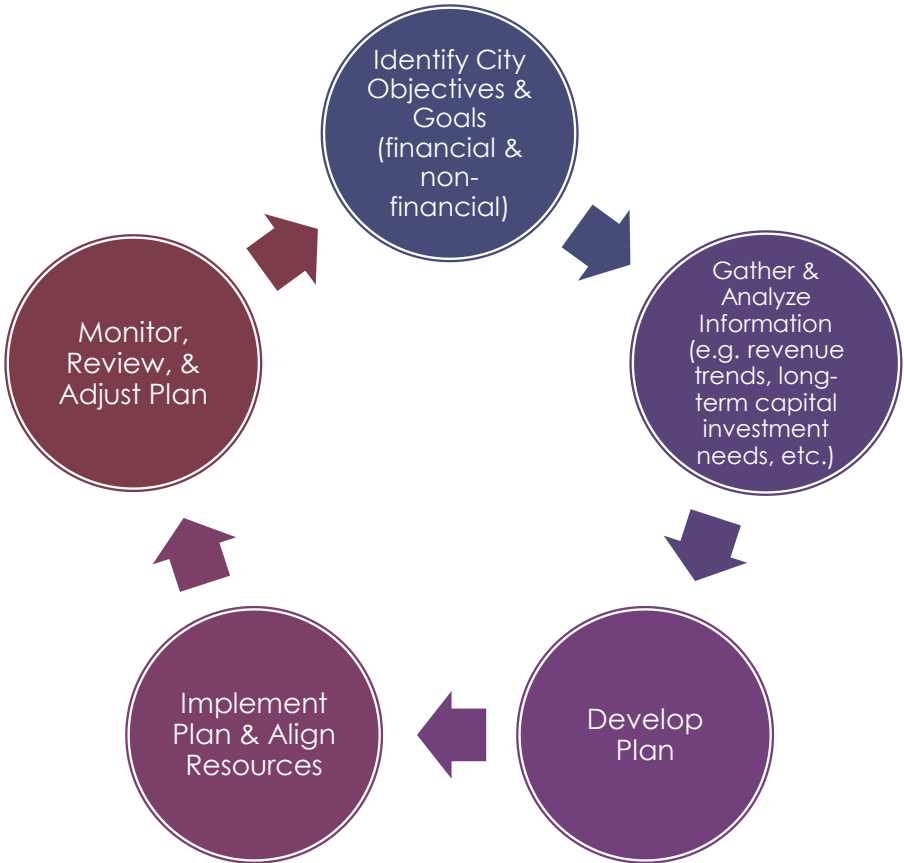 Identify City
Objectives &
Goals
(financial &
non-
financial)
Gather &
Analyze
Information
(e.g. revenue
trends, long-
term capital
investment
needs, etc.)
Develop
Plan
Implement
Plan & Align
Resources
Monitor,
Review, &
Adjust Plan